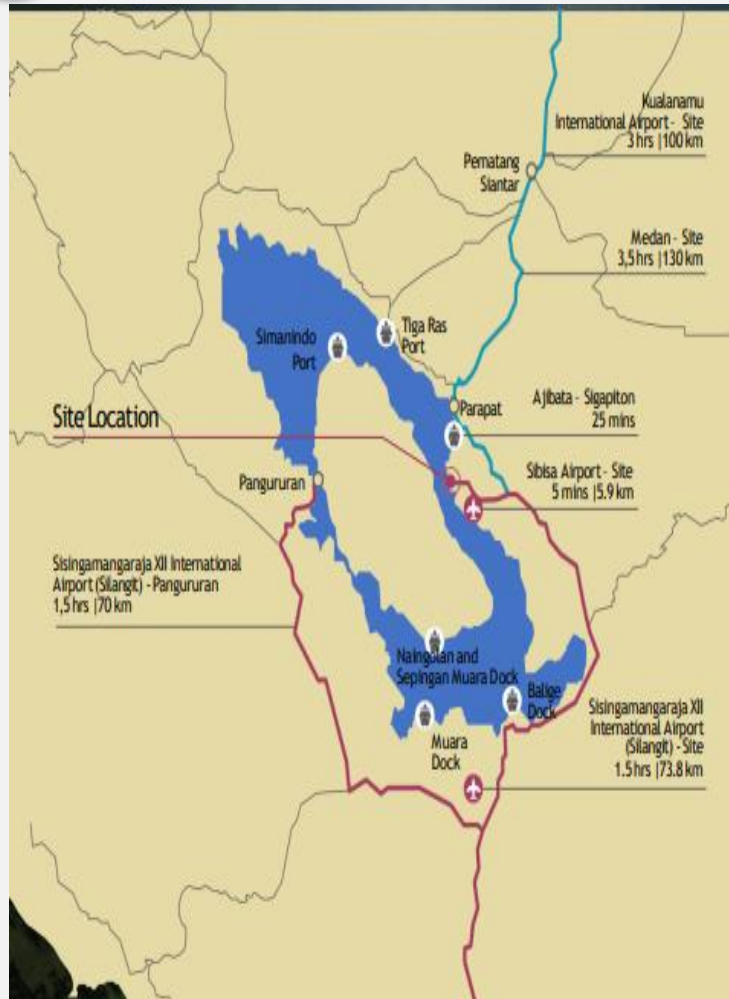 Kualanamu
International Airport - Site
3 hrs |100 km
Pematang
Siantar
Medan - Site
3,5 hrs |130 km
Simanindo
Port
Tiga Ras
Port
Parapat
Ajibata - Sigapiton
25 mins
Site Location
Sibisa Airport - Site
5 mins |5.9 km
Pangururan
Sisingamangaraja XII International
Airport (Silangit) - Pangururan
1,5 hrs |70 km
Naingolan and
Sepingan Muara Dock
Balige
Dock
Sisingamangaraja XII
International Airport
(Silangit) - Site
1.5 hrs |73.8 km
Muara
Dock